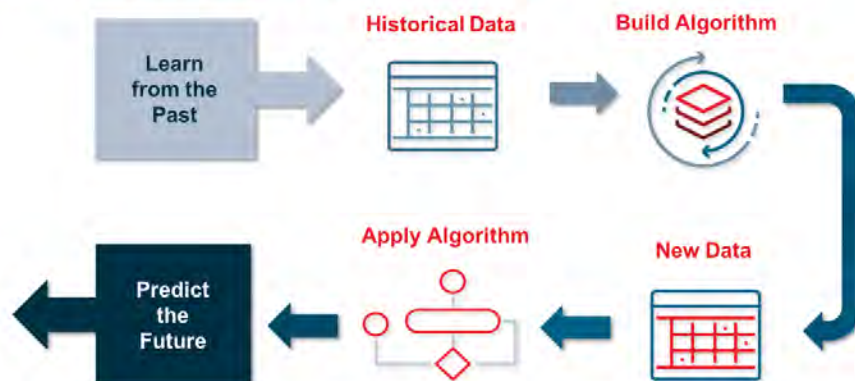 Learn
from the
Past
Historical Data
Build Algorithm
Predict
the
Future
Apply Algorithm
New Data